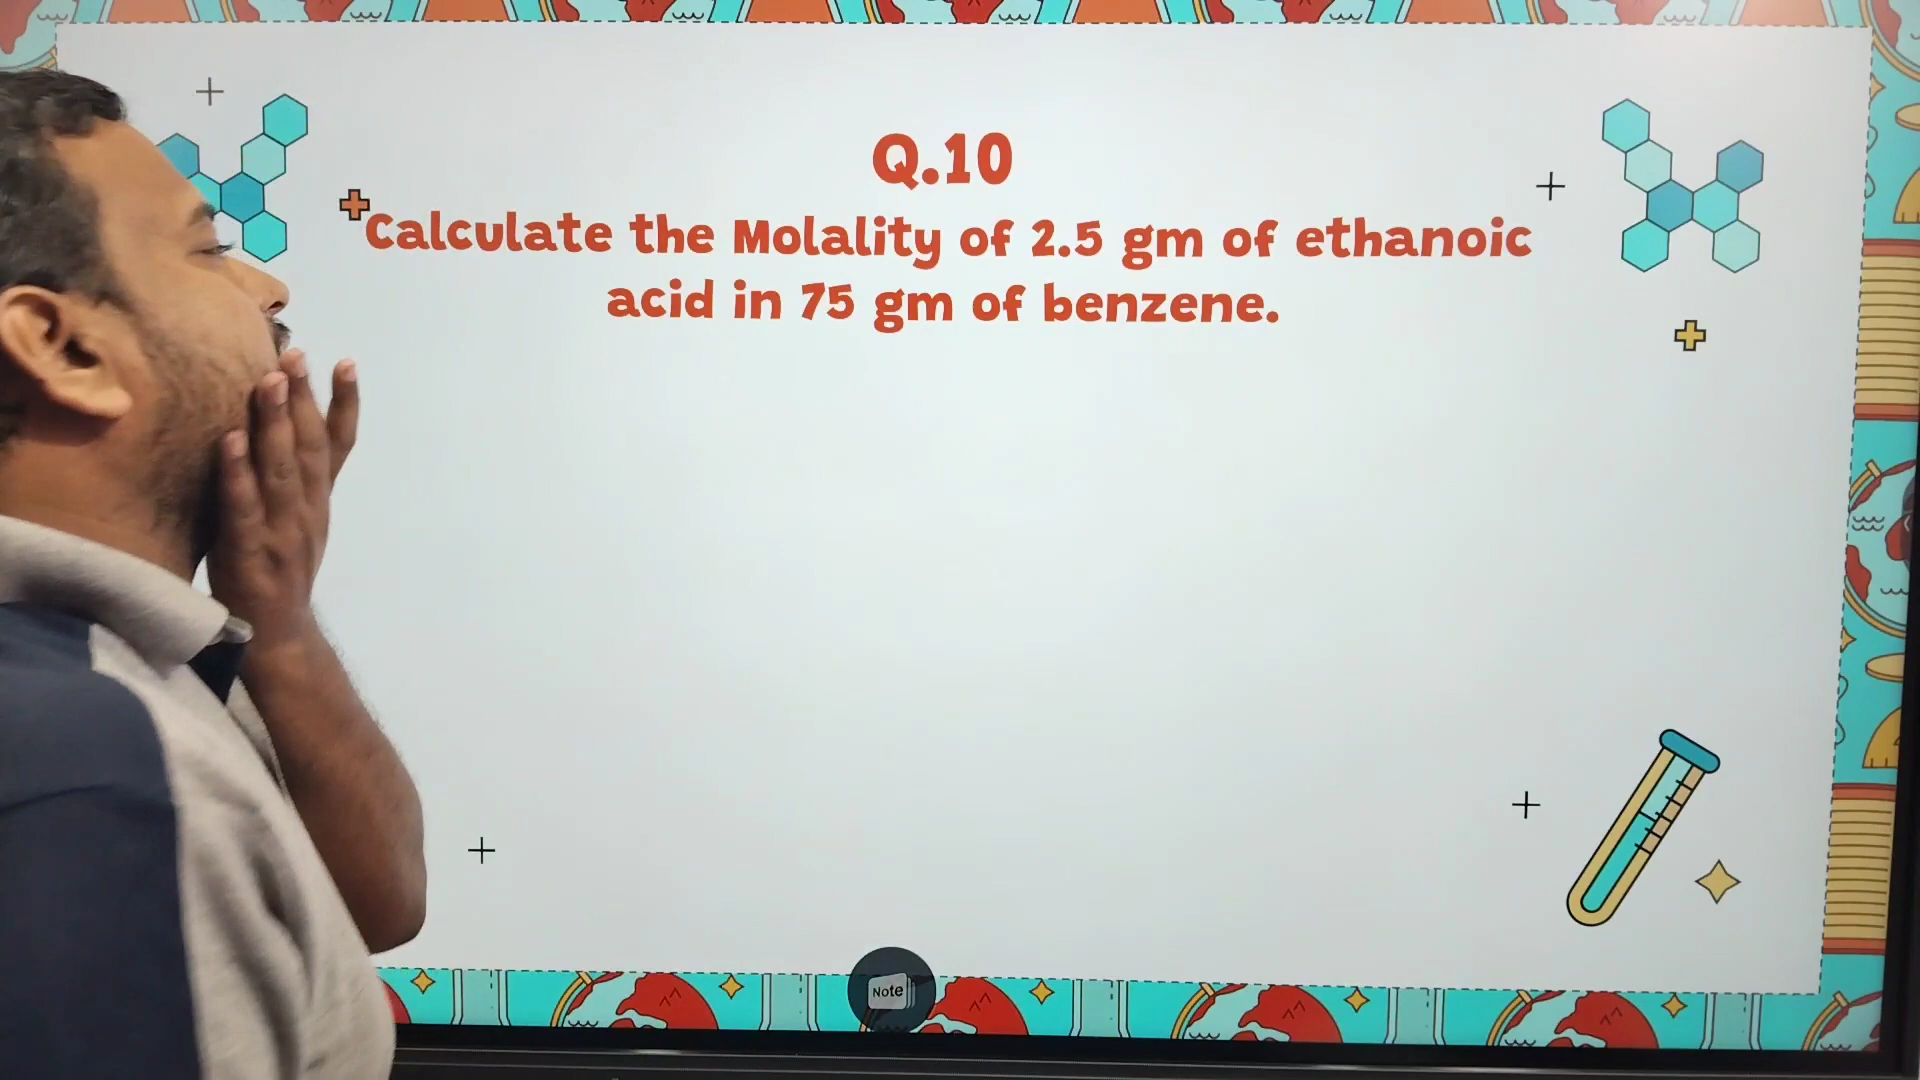 Q.10
Calculate the Molality of 2.5 gm of ethanoic
acid in 75 gm of benzene.
Note